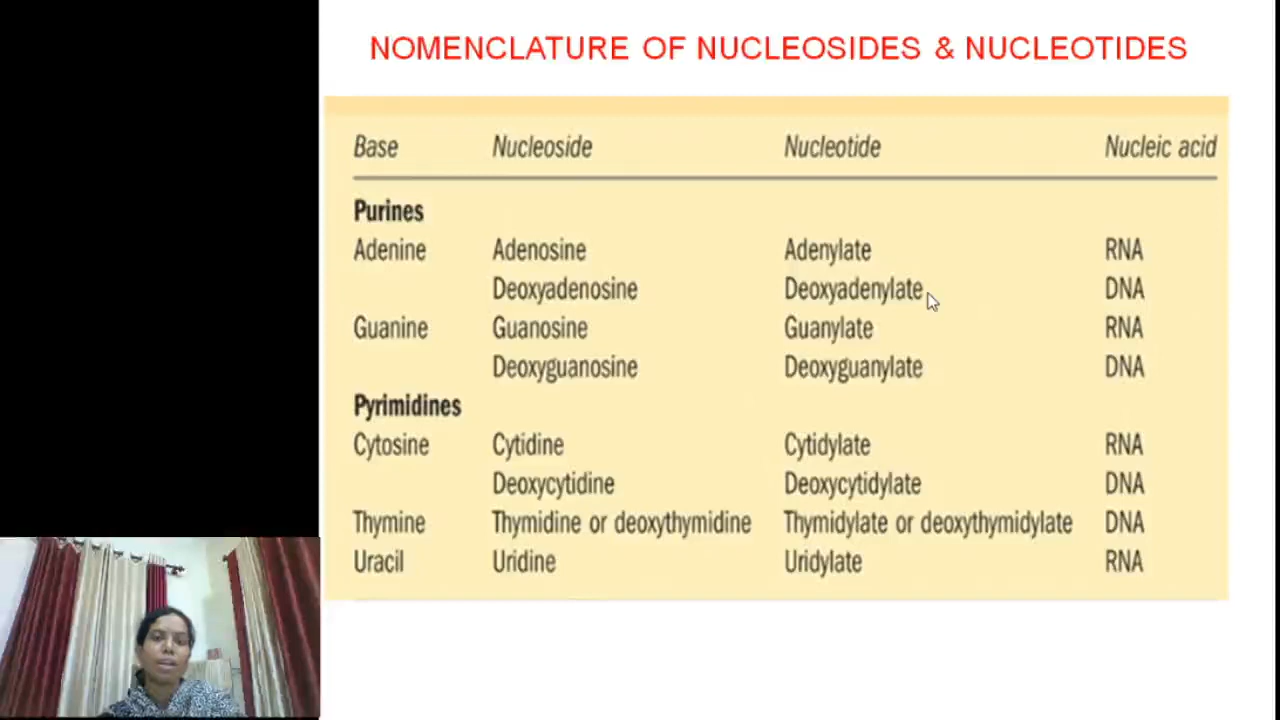 NOMENCLATURE OF NUCLEOSIDES & NUCLEOTIDES
Base Nucleoside Nucleotide Nucleic acid
Purines
Adenine Adenosine Adenylate RNA
Deoxyadenosine Deoxyadenylate DNA
Guanine Guanosine Guanylate RNA
Deoxyguanosine Deoxyguanylate DNA
Pyrimidines
Cytosine Cytidine Cytidylate RNA
Deoxycytidine Deoxycytidylate DNA
Thymine Thymidine or deoxythymidine Thymidylate or deoxythymidylate DNA
Uracil Uridine Uridylate RNA